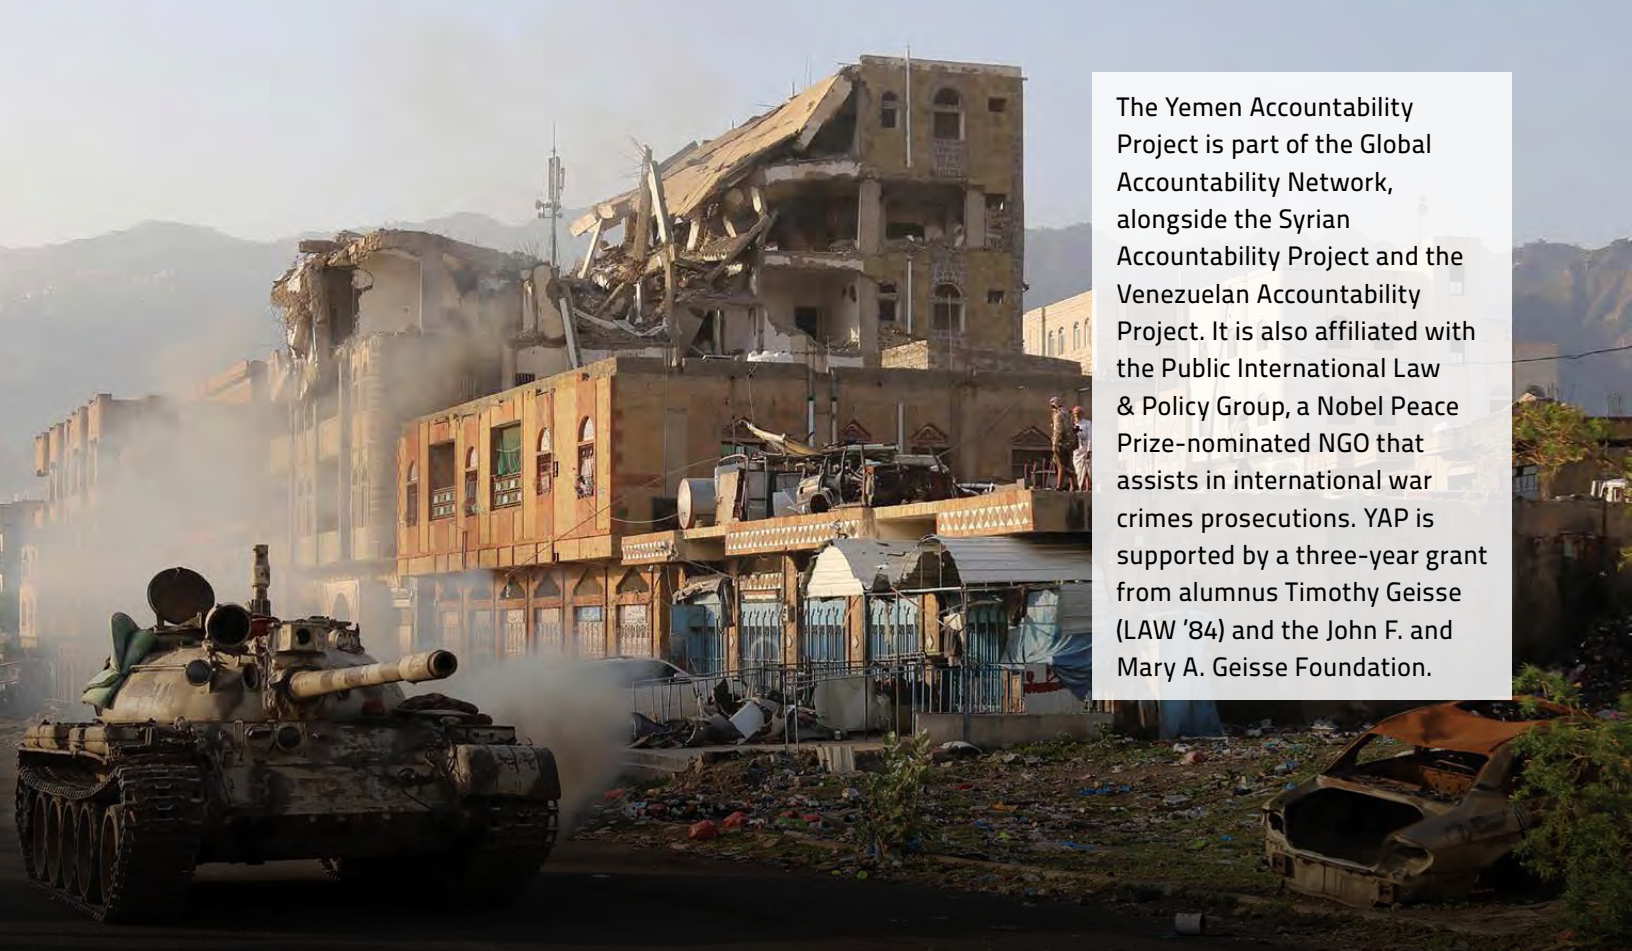 The Yemen Accountability
Project is part of the Global
Accountability Network,
alongside the Syrian
Accountability Project and the
Venezuelan Accountability
Project. It is also affiliated with
the Public International Law
& Policy Group, a Nobel Peace
Prize-nominated NGO that
assists in international war
crimes prosecutions. YAP is
supported by a three-year grant
from alumnus Timothy Geisse
(LAW ’84) and the John F. and
Mary A. Geisse Foundation.